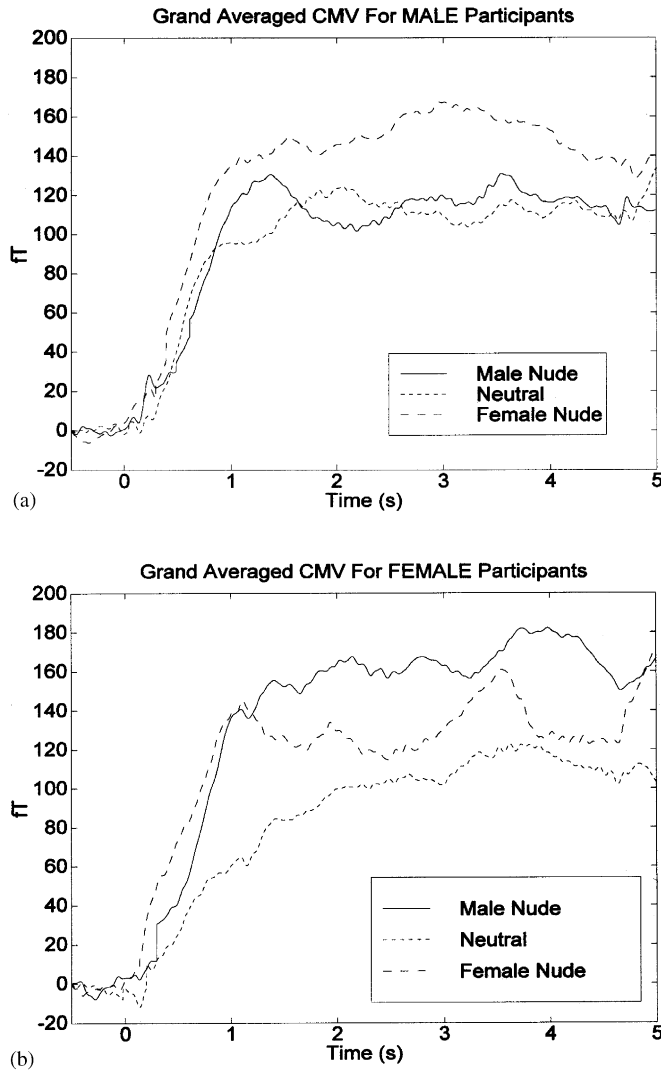 Grand Averaged CMV For MALE Participants
200
180
160
140
120
100
80
60
40
20
0
-20
fT
Male Nude
Neutral
Female Nude
0 1 2 3 4 5
Time (s)
(a)
Grand Averaged CMV For FEMALE Participants
200
180
160
140
120
100
80
60
40
20
0
-20
fT
Male Nude
Neutral
Female Nude
0 1 2 3 4 5
Time (s)
(b)